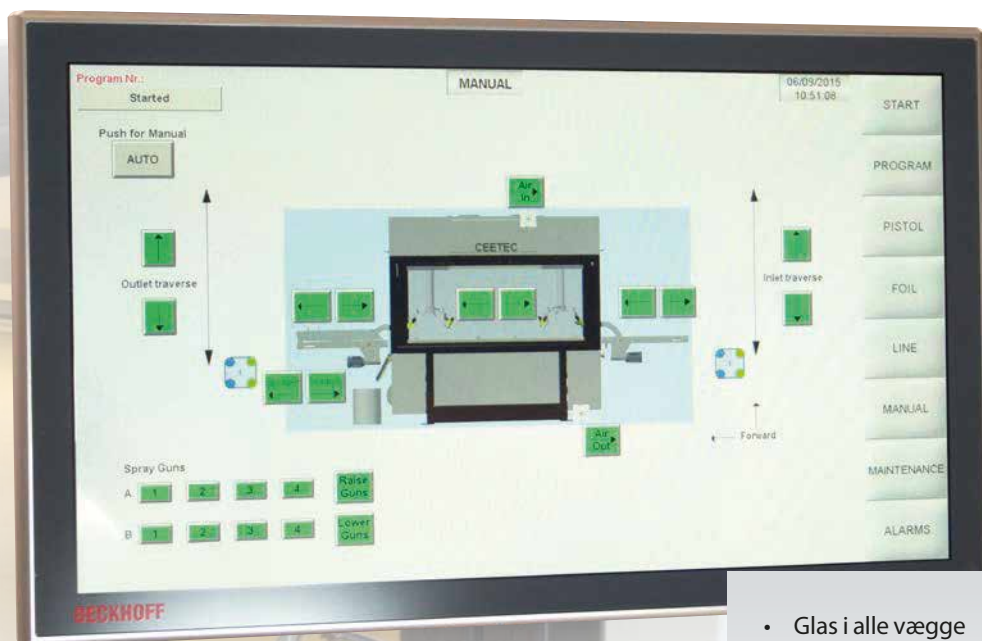 Program Nr.:
Started
MANUAL
06/09/2015
10:51:08
Push for Manual
AUTO
START
PROGRAM
PISTOL
FOIL
LINE
MANUAL
MAINTENANCE
ALARMS
Air
In
CEETEC
Outlet traverse
Inlet traverse
Forward
Air
Out
Spray Guns
A 1 2 3 4
Raise
Guns
B 1 2 3 4
Lower
Guns
BECKHOFF
• Glas i alle vægge